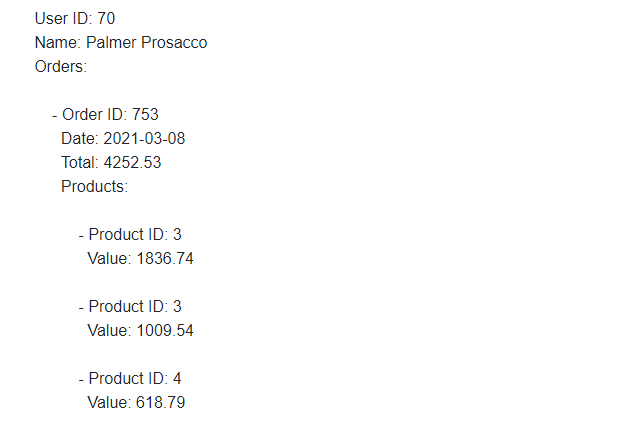 User ID: 70
Name: Palmer Prosacco
Orders:
- Order ID: 753
Date: 2021-03-08
Total: 4252.53
Products:
- Product ID: 3
Value: 1836.74
- Product ID: 3
Value: 1009.54
- Product ID: 4
Value: 618.79